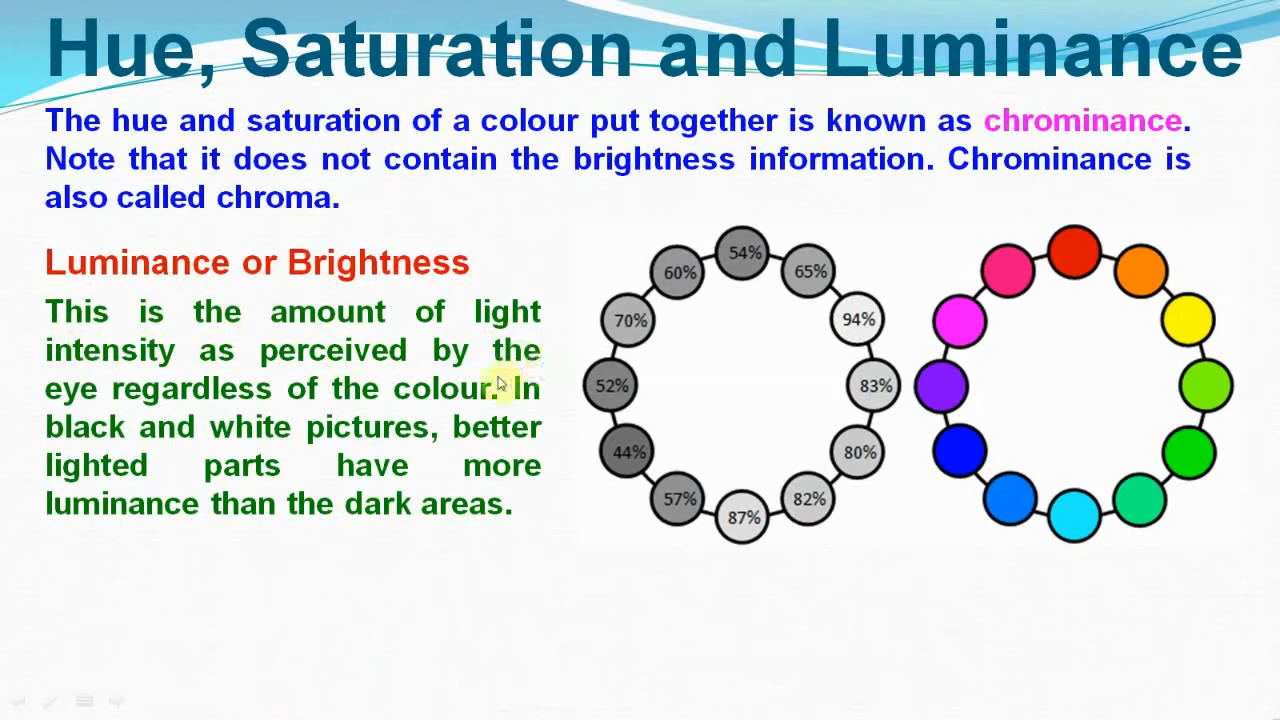 Hue, Saturation and Luminance
The hue and saturation of a colour put together is known as chrominance.
Note that it does not contain the brightness information. Chrominance is
also called chroma.
Luminance or Brightness
This is the amount of light
intensity as perceived by the
eye regardless of the colour. In
black and white pictures, better
lighted parts have more
luminance than the dark areas.
54%
60%
65%
70%
94%
52%
83%
44%
80%
57%
82%
87%